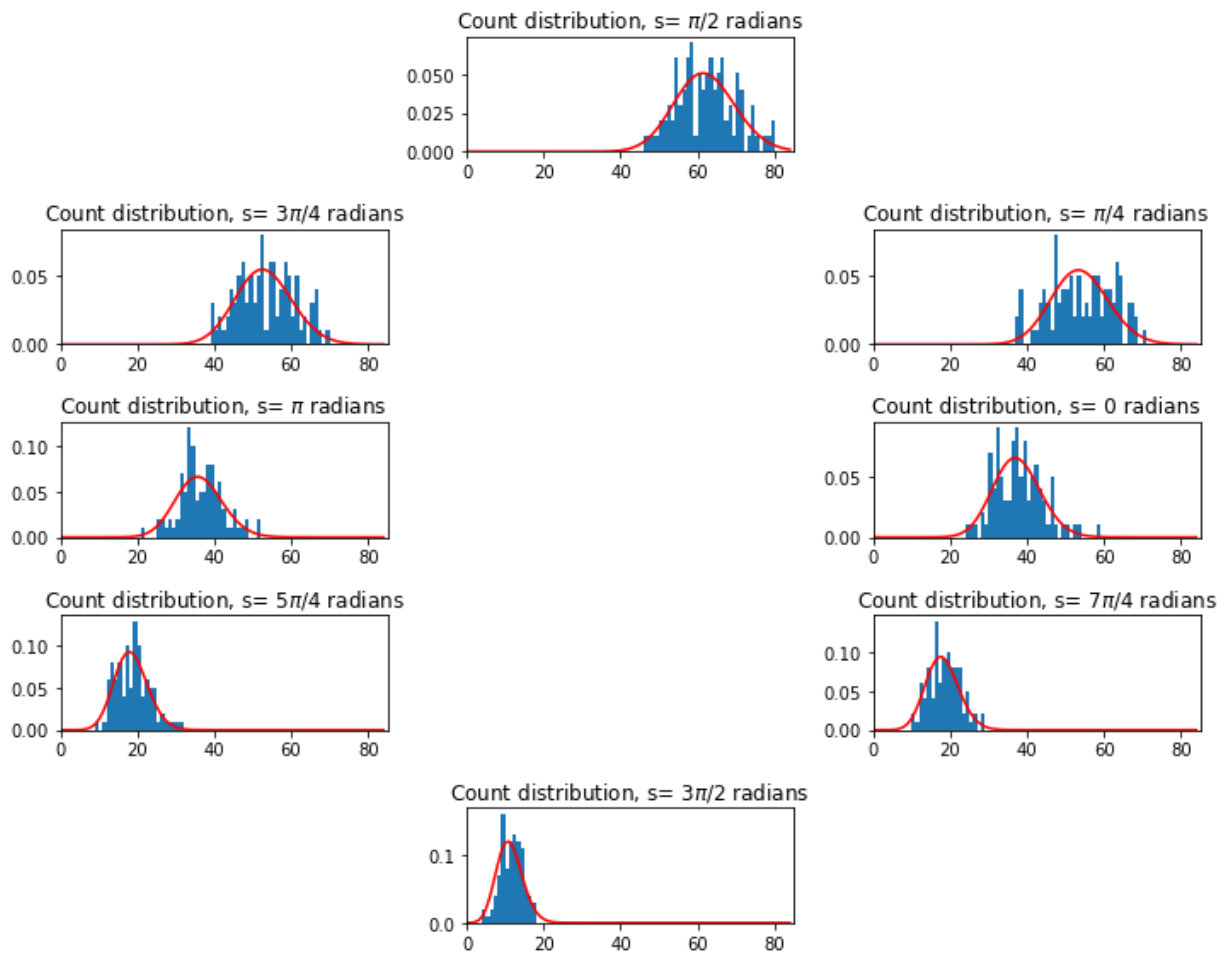 Count distribution, s= π/2 radians
0.050
0.025
0.000
0 20 40 60 80
Count distribution, s= 3π/4 radians
0.05
0.00
0 20 40 60 80
Count distribution, s= π/4 radians
0.05
0.00
0 20 40 60 80
Count distribution, s= π radians
0.10
0.05
0.00
0 20 40 60 80
Count distribution, s= 0 radians
0.05
0.00
0 20 40 60 80
Count distribution, s= 5π/4 radians
0.10
0.05
0.00
0 20 40 60 80
Count distribution, s= 7π/4 radians
0.10
0.05
0.00
0 20 40 60 80
Count distribution, s= 3π/2 radians
0.1
0.0
0 20 40 60 80